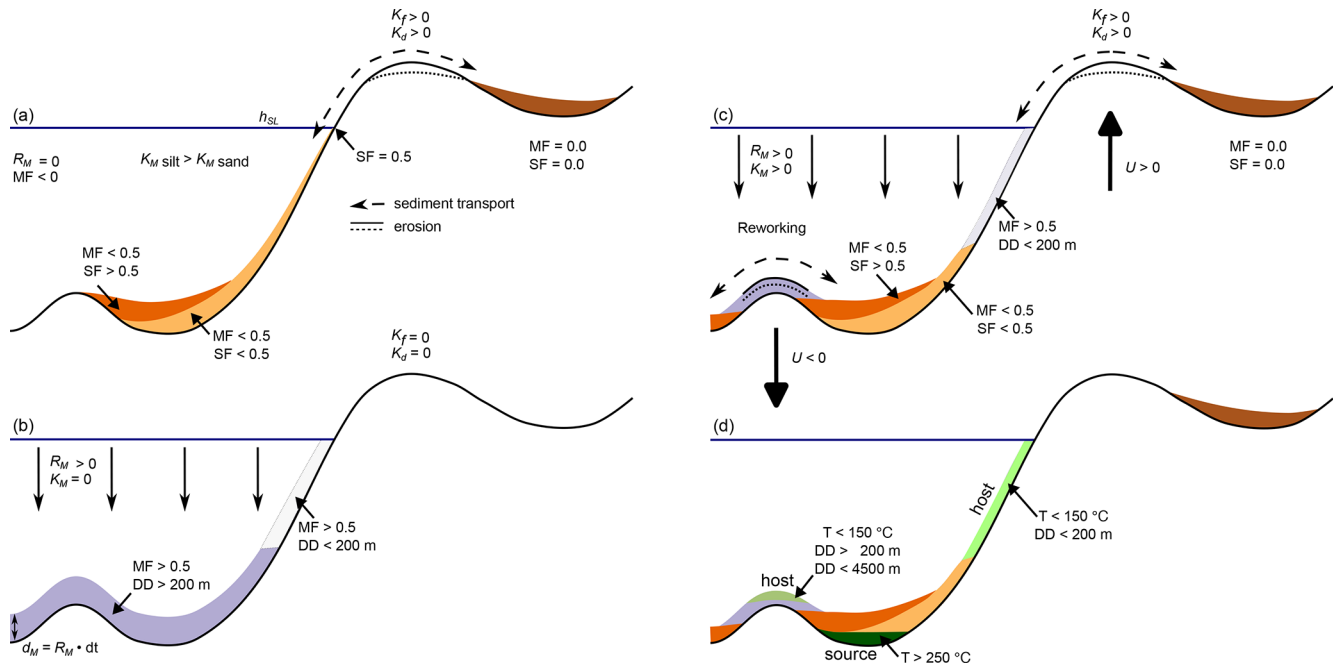 (a)
K_f > 0
K_d > 0
h_SL
R_M = 0
MF < 0
K_M silt > K_M sand
SF = 0.5
MF = 0.0
SF = 0.0
sediment transport
erosion
MF < 0.5
SF > 0.5
MF < 0.5
SF < 0.5
(b)
K_f = 0
K_d = 0
R_M > 0
K_M = 0
MF > 0.5
DD < 200 m
MF > 0.5
DD > 200 m
d_M = R_M • dt
(c)
K_f > 0
K_d > 0
R_M > 0
K_M > 0
U > 0
MF = 0.0
SF = 0.0
Reworking
MF > 0.5
DD < 200 m
MF < 0.5
SF > 0.5
MF < 0.5
SF < 0.5
U < 0
(d)
host
T < 150 °C
DD < 200 m
T < 150 °C
DD > 200 m
DD < 4500 m
host
source
T > 250 °C